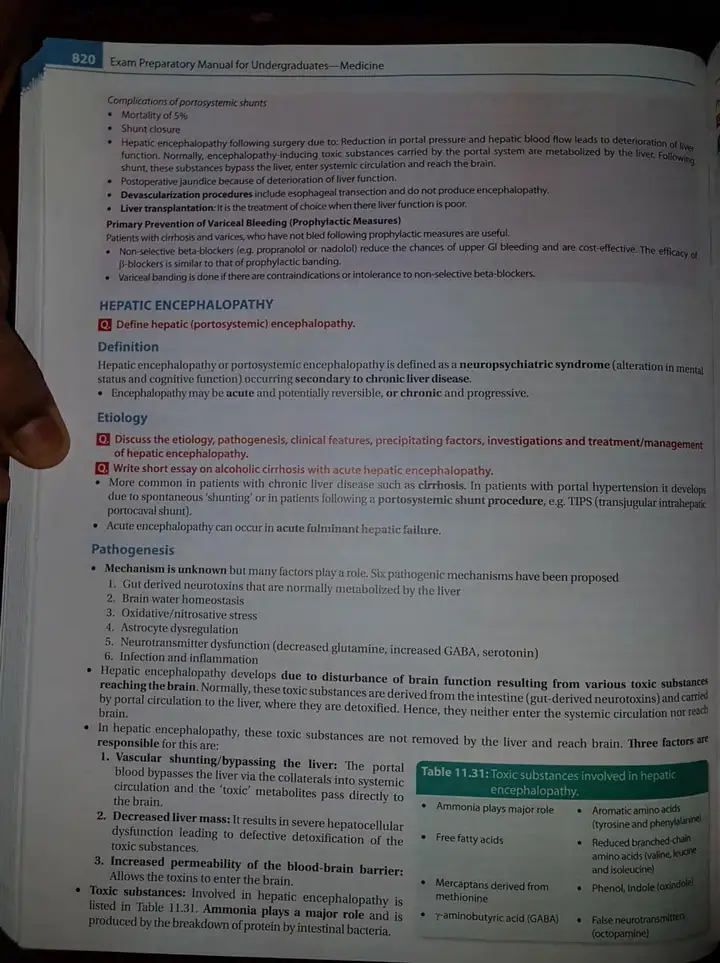 820 Exam Preparatory Manual for Undergraduates—Medicine
Complications of portosystemic shunts
• Mortality of 5%
• Shunt closure
• Hepatic encephalopathy following surgery due to: Reduction in portal pressure and hepatic blood flow leads to deterioration of liver
function. Normally, encephalopathy-inducing toxic substances carried by the portal system are metabolized by the liver. Following
shunt, these substances bypass the liver, enter systemic circulation and reach the brain.
• Postoperative jaundice because of deterioration of liver function.
• Devascularization procedures include esophageal transection and do not produce encephalopathy.
• Liver transplantation: It is the treatment of choice when there liver function is poor.
Primary Prevention of Variceal Bleeding (Prophylactic Measures)
Patients with cirrhosis and varices, who have not bled following prophylactic measures are useful.
• Non-selective beta-blockers (e.g. propranolol or nadolol) reduce the chances of upper GI bleeding and are cost-effective. The efficacy of
β-blockers is similar to that of prophylactic banding.
• Variceal banding is done if there are contraindications or intolerance to non-selective beta-blockers.
HEPATIC ENCEPHALOPATHY
Q. Define hepatic (portosystemic) encephalopathy.
Definition
Hepatic encephalopathy or portosystemic encephalopathy is defined as a neuropsychiatric syndrome (alteration in mental
status and cognitive function) occurring secondary to chronic liver disease.
• Encephalopathy may be acute and potentially reversible, or chronic and progressive.
Etiology
Q. Discuss the etiology, pathogenesis, clinical features, precipitating factors, investigations and treatment/management
of hepatic encephalopathy.
Q. Write short essay on alcoholic cirrhosis with acute hepatic encephalopathy.
• More common in patients with chronic liver disease such as cirrhosis. In patients with portal hypertension it develops
due to spontaneous 'shunting' or in patients following a portosystemic shunt procedure, e.g. TIPS (transjugular intrahepatic
portocaval shunt).
• Acute encephalopathy can occur in acute fulminant hepatic failure.
Pathogenesis
• Mechanism is unknown but many factors play a role. Six pathogenic mechanisms have been proposed
1. Gut derived neurotoxins that are normally metabolized by the liver
2. Brain water homeostasis
3. Oxidative/nitrosative stress
4. Astrocyte dysregulation
5. Neurotransmitter dysfunction (decreased glutamine, increased GABA, serotonin)
6. Infection and inflammation
• Hepatic encephalopathy develops due to disturbance of brain function resulting from various toxic substances
reaching the brain. Normally, these toxic substances are derived from the intestine (gut-derived neurotoxins) and carried
by portal circulation to the liver, where they are detoxified. Hence, they neither enter the systemic circulation nor reach
brain.
• In hepatic encephalopathy, these toxic substances are not removed by the liver and reach brain. Three factors are
responsible for this are:
1. Vascular shunting/bypassing the liver: The portal
blood bypasses the liver via the collaterals into systemic
circulation and the 'toxic' metabolites pass directly to
the brain.
2. Decreased liver mass: It results in severe hepatocellular
dysfunction leading to defective detoxification of the
toxic substances.
3. Increased permeability of the blood-brain barrier:
Allows the toxins to enter the brain.
• Toxic substances: Involved in hepatic encephalopathy is
listed in Table 11.31. Ammonia plays a major role and is
produced by the breakdown of protein by intestinal bacteria.
Table 11.31: Toxic substances involved in hepatic
encephalopathy.
• Ammonia plays major role
• Aromatic amino acids
(tyrosine and phenylalanine)
• Free fatty acids
• Reduced branched-chain
amino acids (valine, leucine
and isoleucine)
• Mercaptans derived from
methionine
• Phenol, Indole (oxindole)
• γ-aminobutyric acid (GABA)
• False neurotransmitters
(octopamine)